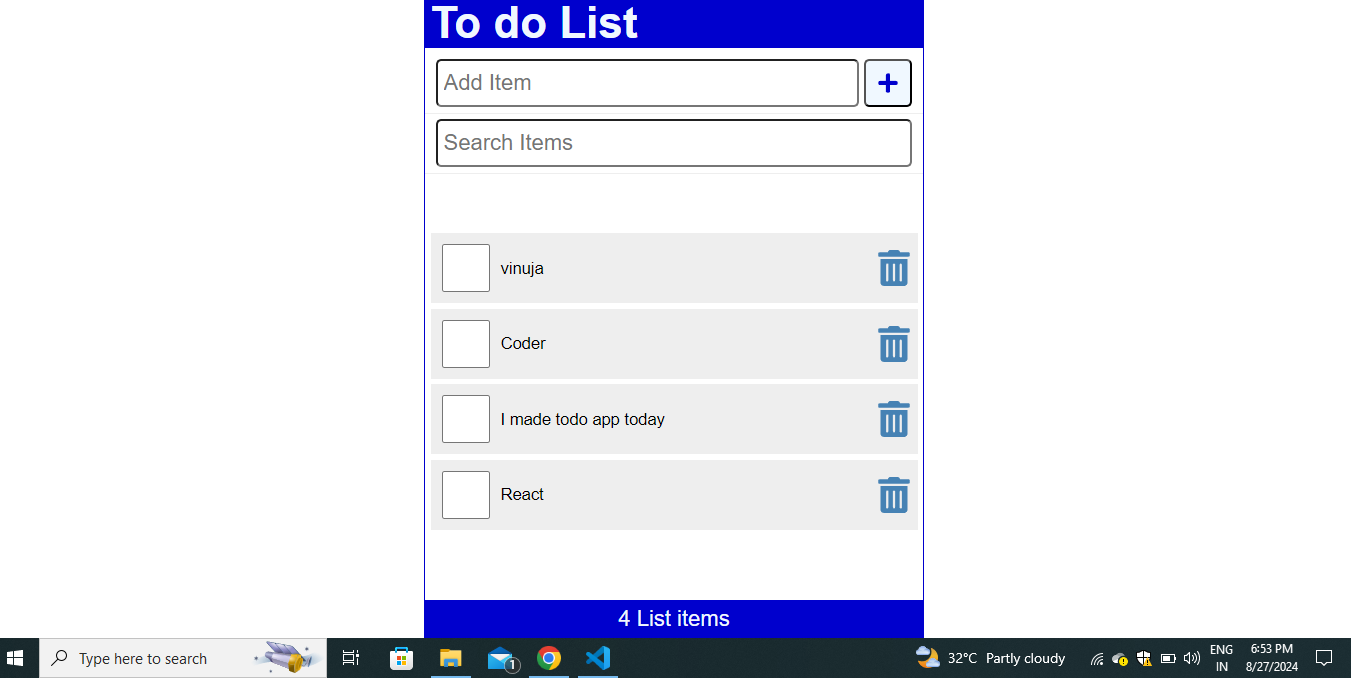 To do List
Add Item
Search Items
vinuja
Coder
I made todo app today
React
4 List items
Type here to search
1
32°C Partly cloudy
ENG
IN
6:53 PM
8/27/2024